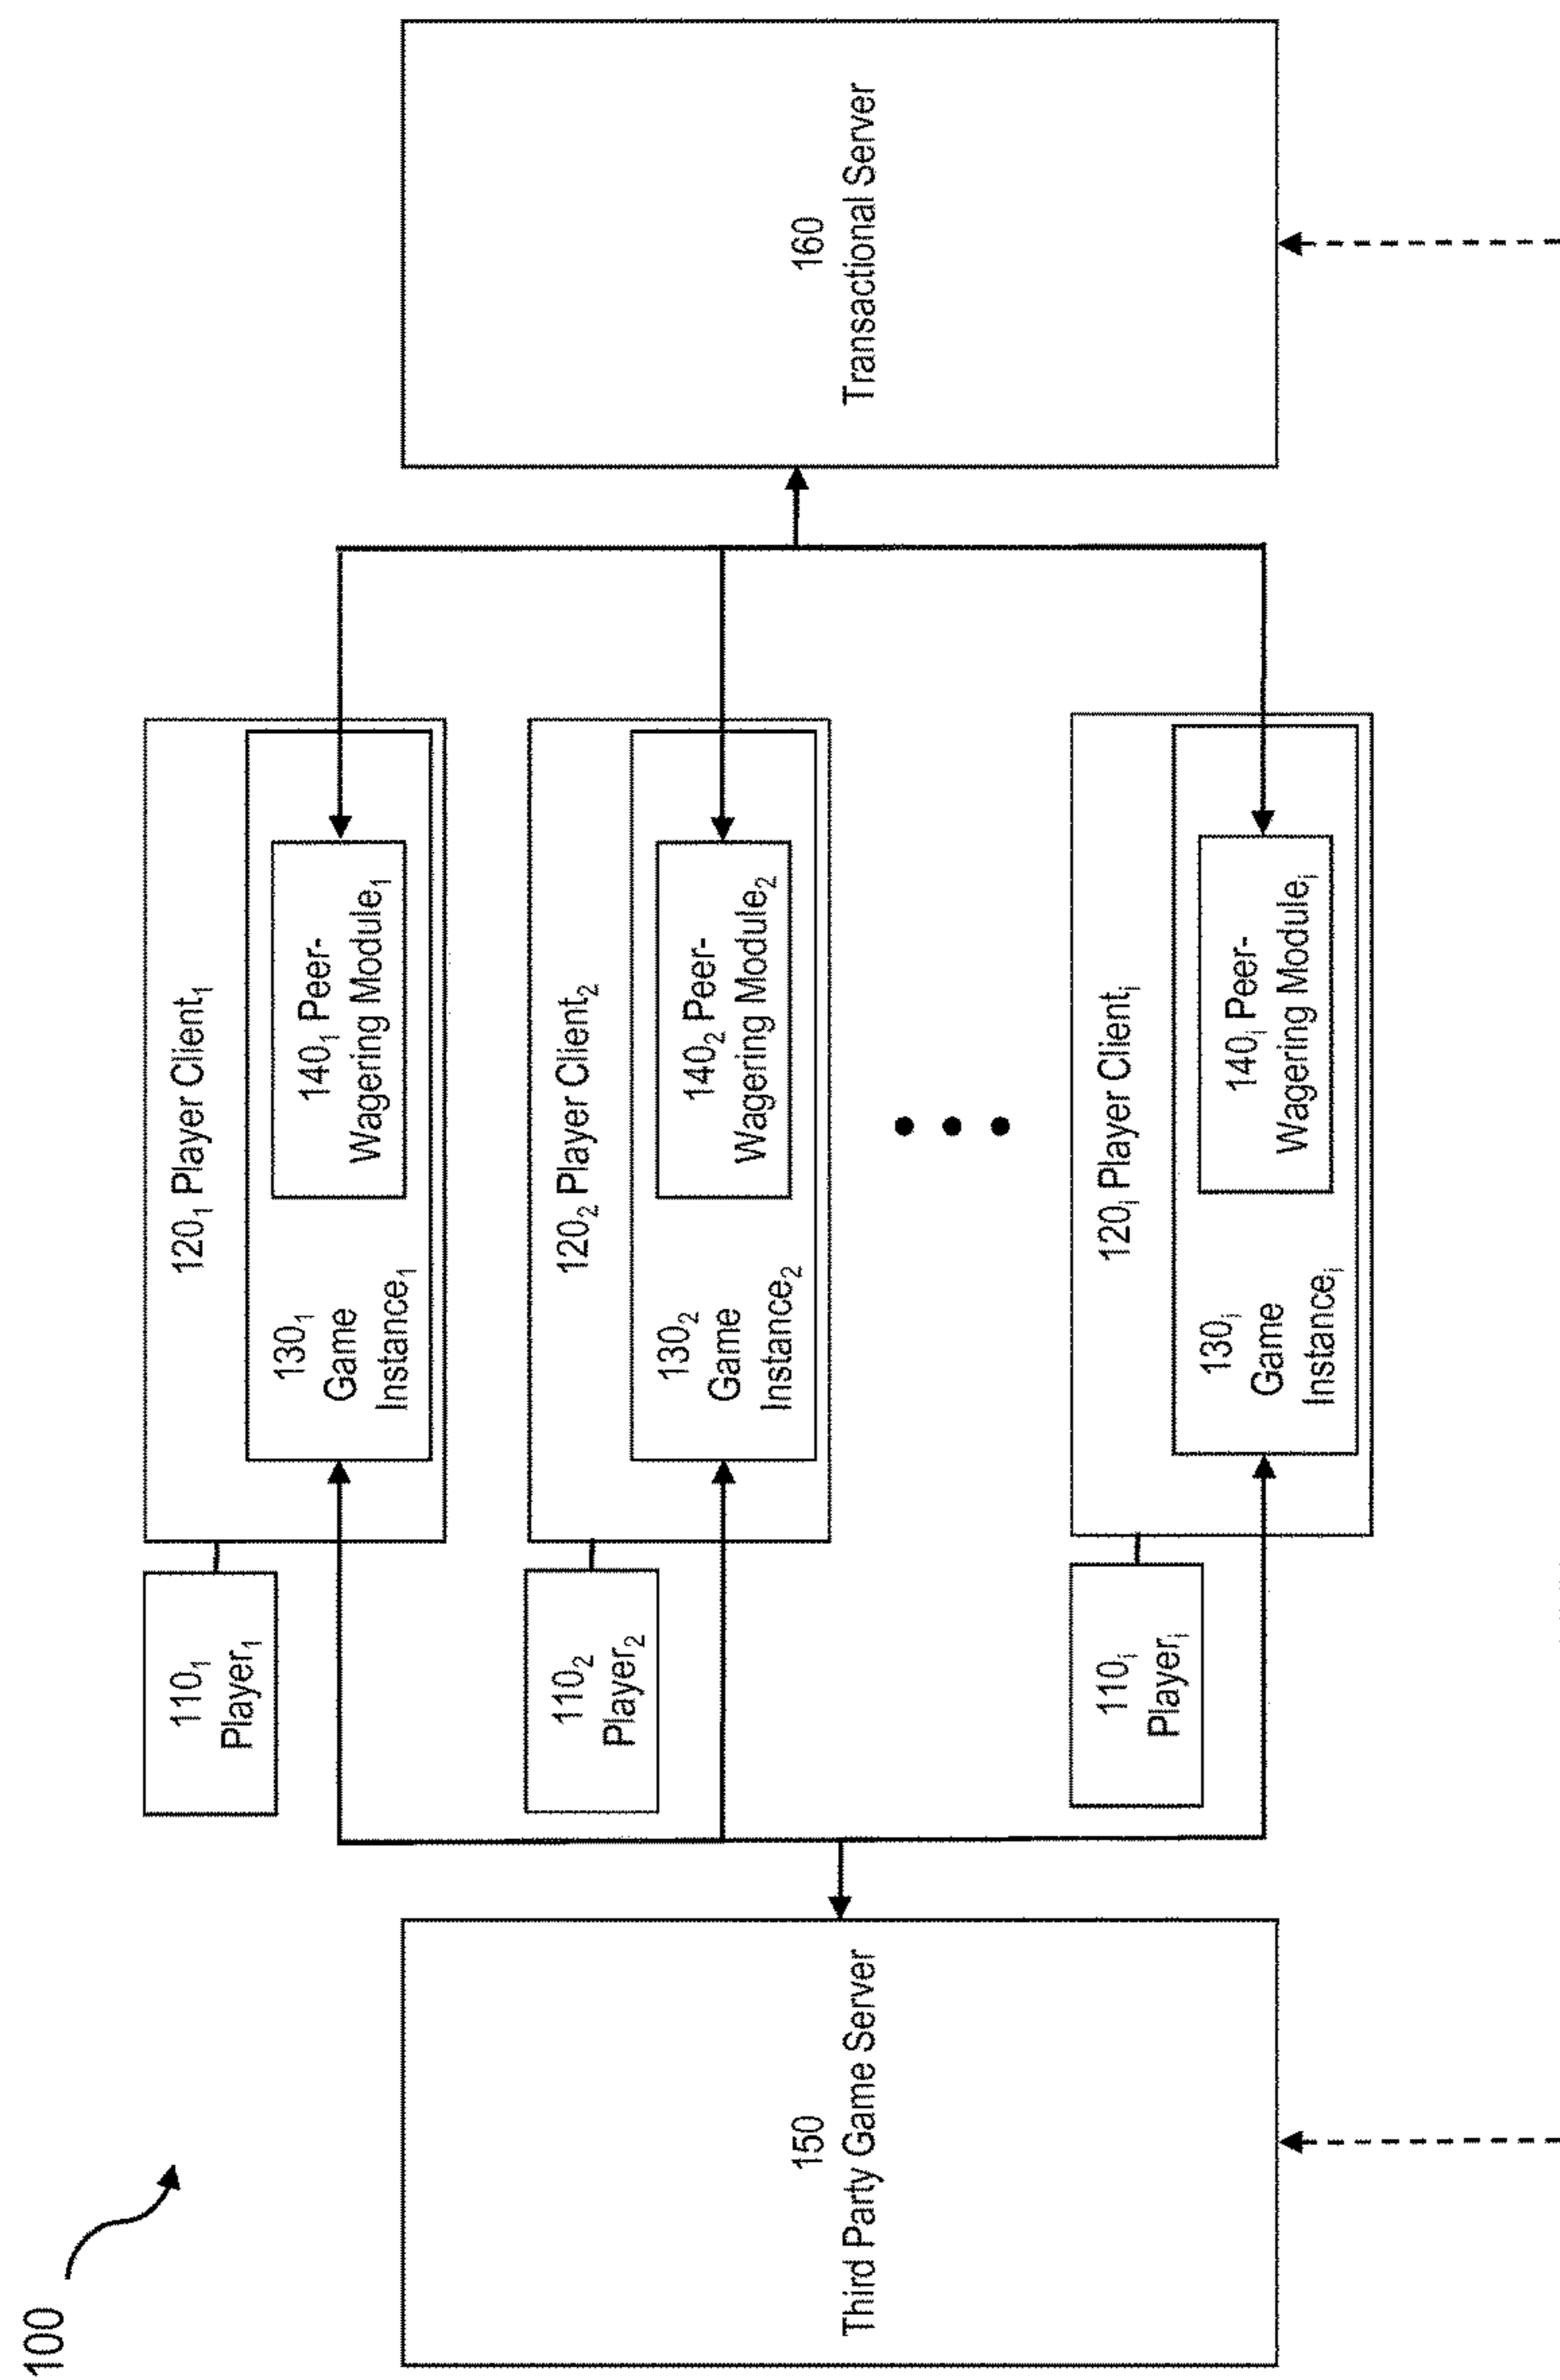 100
110₁
Player₁
120₁ Player Client₁
130₁
Game
Instance₁
140₁ Peer-
Wagering Module₁
110₂
Player₂
120₂ Player Client₂
130₂
Game
Instance₂
140₂ Peer-
Wagering Module₂
110ᵢ
Playerᵢ
120ᵢ Player Clientᵢ
130ᵢ
Game
Instanceᵢ
140ᵢ Peer-
Wagering Moduleᵢ
150
Third Party Game Server
160
Transactional Server